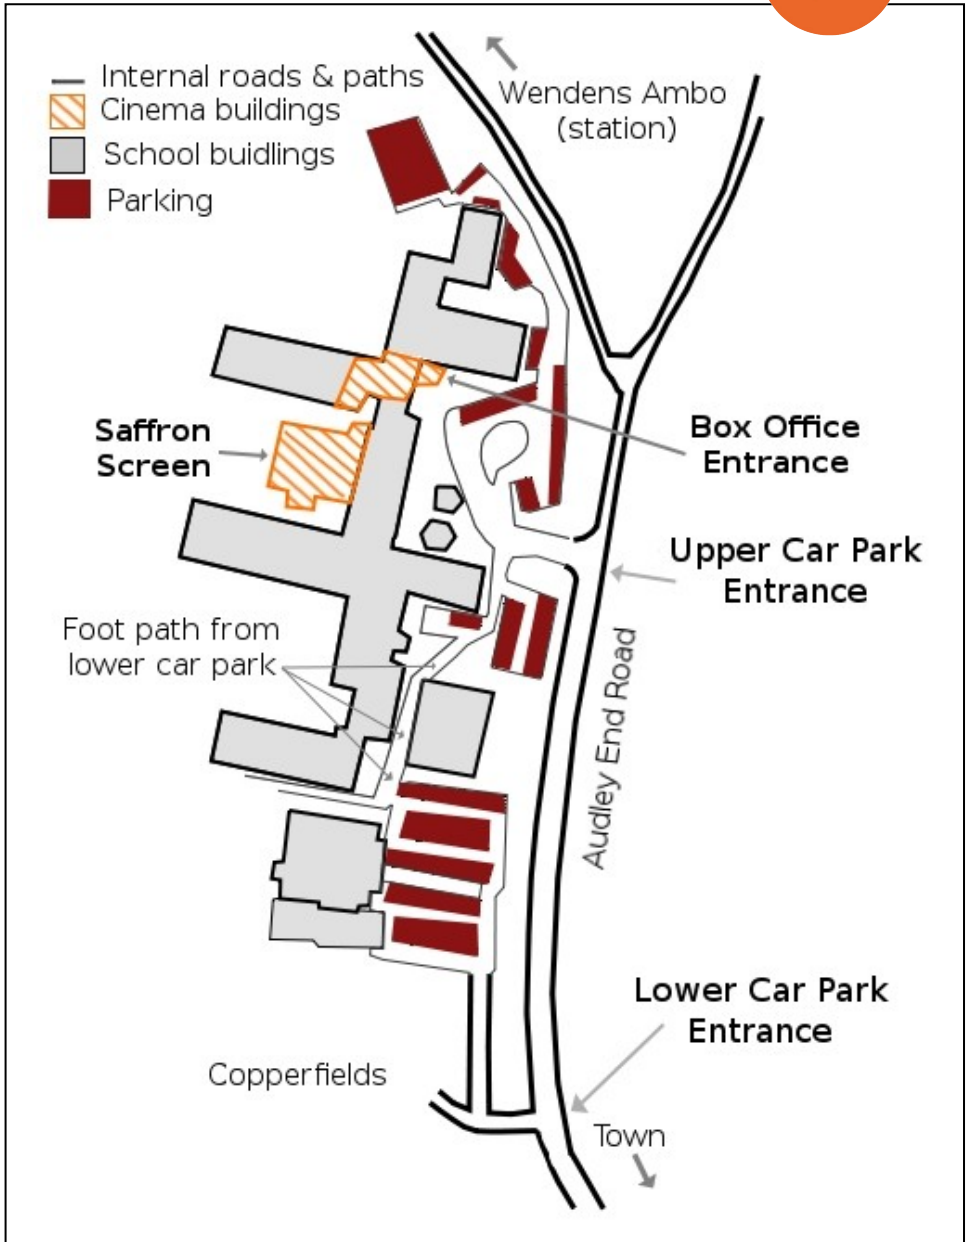 Internal roads & paths
Cinema buildings
School buidlings
Parking
Wendens Ambo
(station)
Saffron
Screen
Box Office
Entrance
Upper Car Park
Entrance
Foot path from
lower car park
Audley End Road
Lower Car Park
Entrance
Copperfields
Town